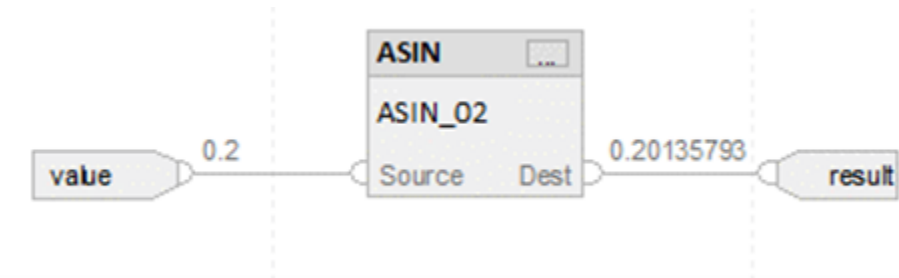 ASIN ...
ASIN_02
0.2
0.20135793
value
Source Dest
result